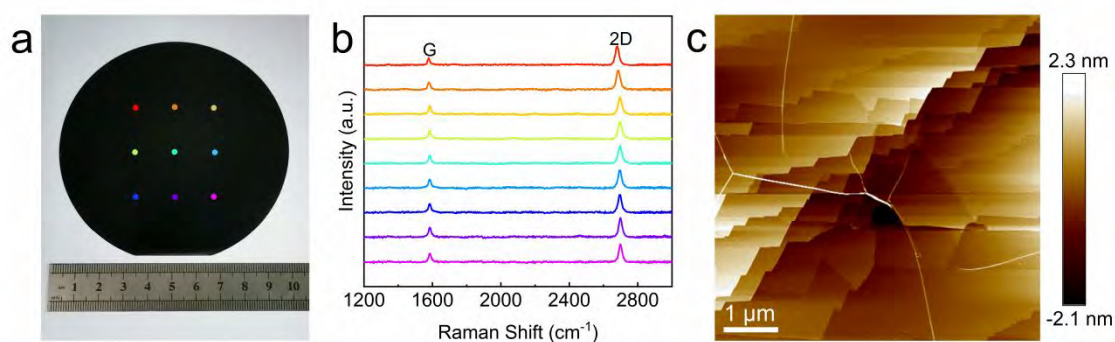 a
1 2 3 4 5 6 7 8 9 10
b
G 2D
Intensity (a.u.)
1200 1600 2000 2400 2800
Raman Shift (cm⁻¹)
c
2.3 nm
1 μm
-2.1 nm